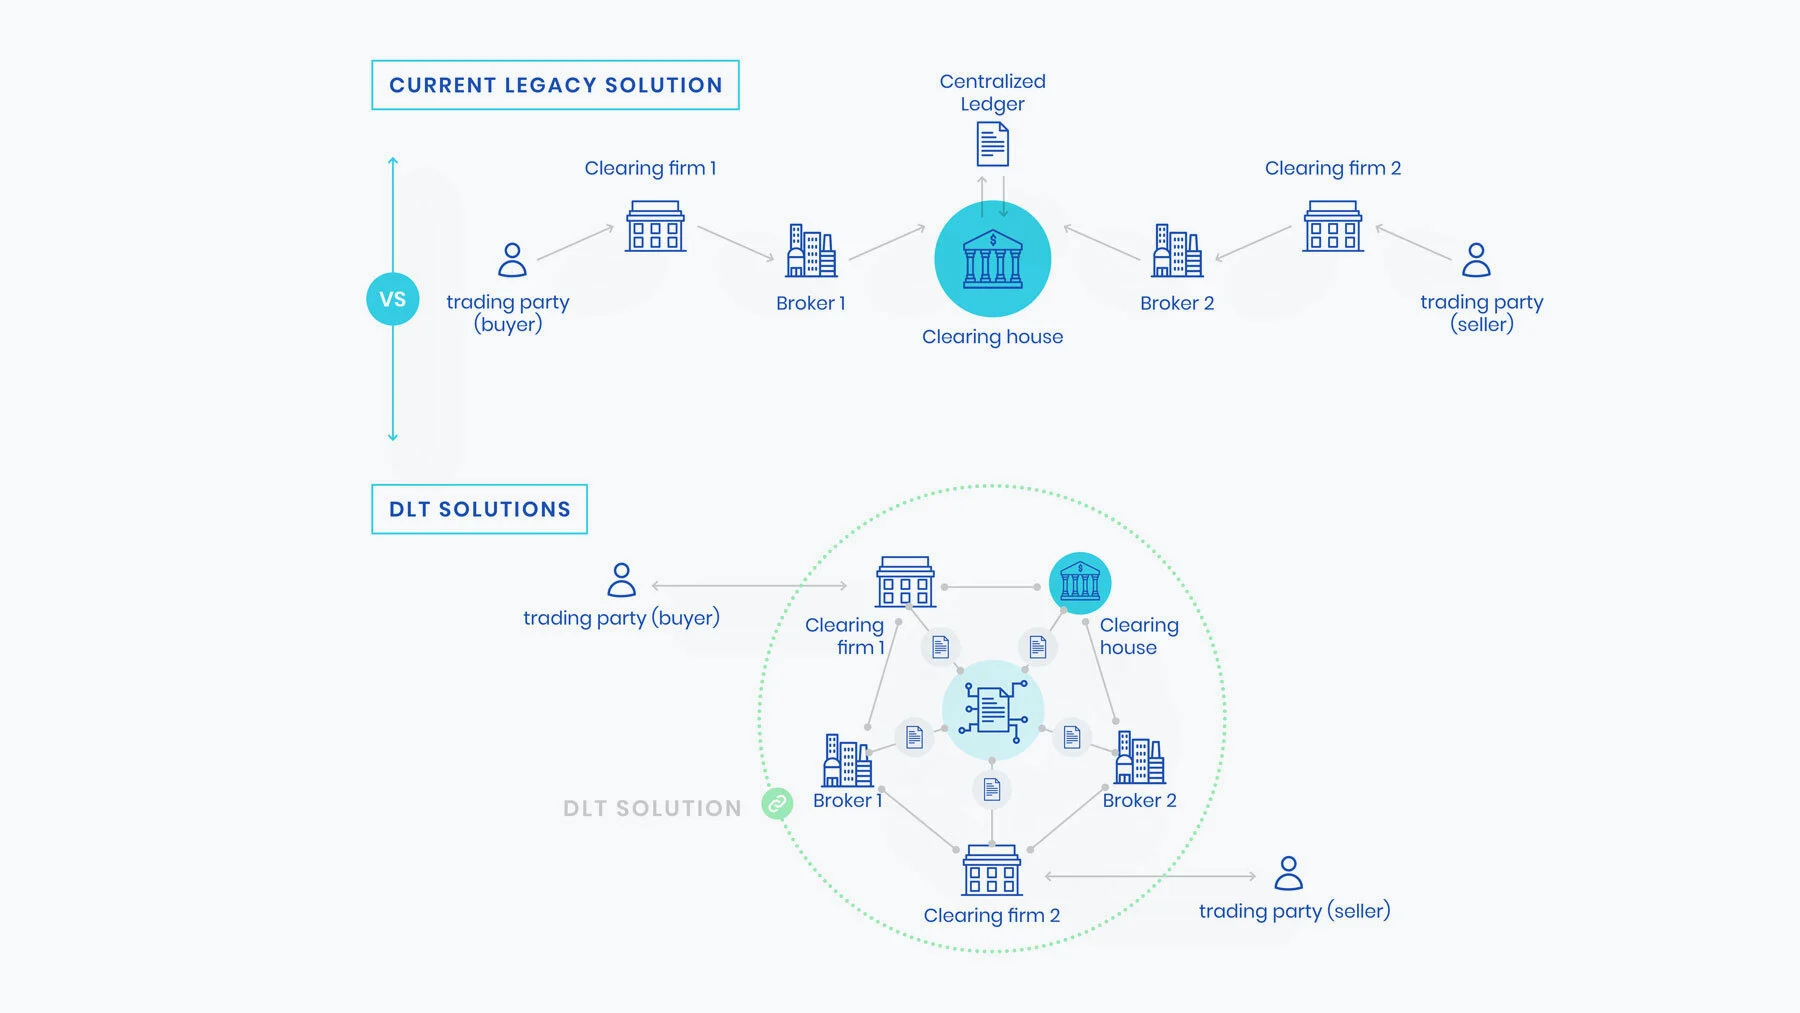 CURRENT LEGACY SOLUTION
Centralized
Ledger
Clearing firm 1
Clearing firm 2
VS
trading party
(buyer)
Broker 1
Clearing house
Broker 2
trading party
(seller)
DLT SOLUTIONS
trading party (buyer)
Clearing
firm 1
Clearing
house
DLT SOLUTION
Broker 1
Broker 2
Clearing firm 2
trading party (seller)